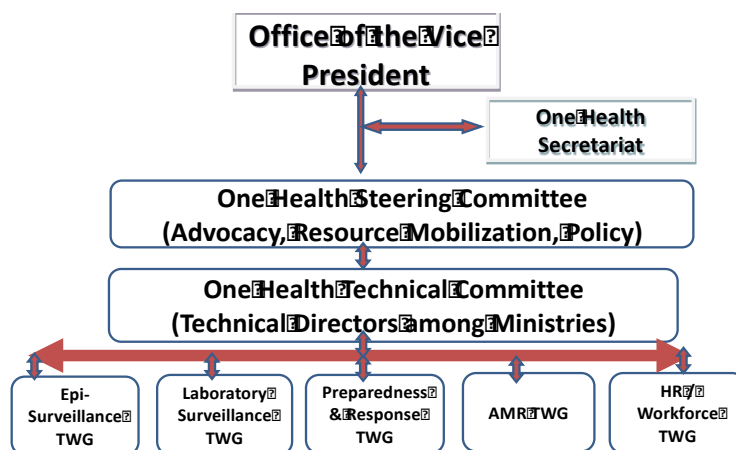 Office of the Vice
President
One Health
Secretariat
One Health Steering Committee
(Advocacy, Resource Mobilization, Policy)
One Health Technical Committee
(Technical Directors among Ministries)
Epi-
Surveillance
TWG
Laboratory
Surveillance
TWG
Preparedness
& Response
TWG
AMR TWG
HR /
Workforce
TWG